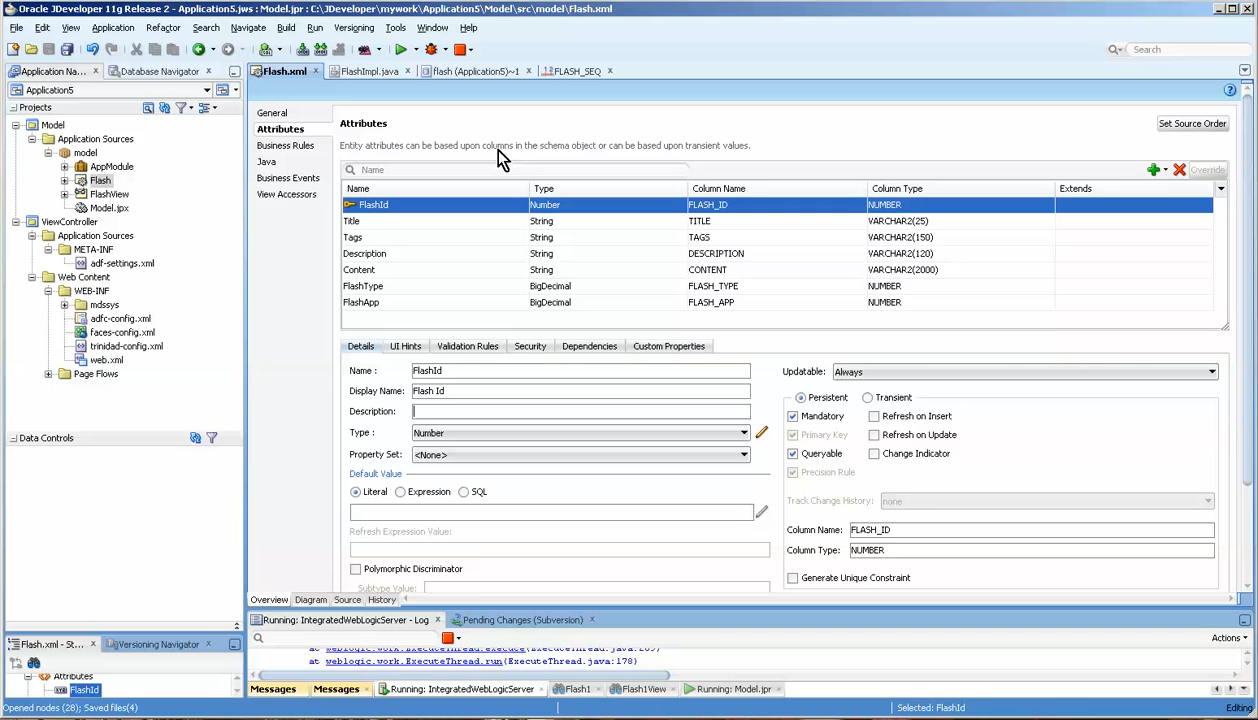 Oracle JDeveloper 11g Release 2 - Application5.jws : Model.jpr : C:\JDeveloper\mywork\Application5\Model\src\model\Flash.xml
File Edit View Application Refactor Search Navigate Build Run Versioning Tools Window Help
Search
Application Na... Database Navigator Flash.xml FlashImpl.java flash (Application5)~1 FLASH_SEQ
Application5
Projects
Model
Application Sources
model
AppModule
Flash
FlashView
Model.jpx
ViewController
Application Sources
META-INF
adf-settings.xml
Web Content
WEB-INF
mdssys
adfc-config.xml
faces-config.xml
trinidad-config.xml
web.xml
Page Flows
Data Controls
Flash.xml - St... Versioning Navigator
Attributes
FlashId
General
Attributes
Business Rules
Java
Business Events
View Accessors
Attributes
Set Source Order
Entity attributes can be based upon columns in the schema object or can be based upon transient values.
Name
Override
Name Type Column Name Column Type Extends
FlashId Number FLASH_ID NUMBER
Title String TITLE VARCHAR2(25)
Tags String TAGS VARCHAR2(150)
Description String DESCRIPTION VARCHAR2(120)
Content String CONTENT VARCHAR2(2000)
FlashType BigDecimal FLASH_TYPE NUMBER
FlashApp BigDecimal FLASH_APP NUMBER
Details UI Hints Validation Rules Security Dependencies Custom Properties
Name : FlashId
Display Name: Flash Id
Description:
Type : Number
Property Set: <None>
Default Value
Literal Expression SQL
Refresh Expression Value:
Polymorphic Discriminator
Subtype Value:
Updatable: Always
Persistent Transient
Mandatory Refresh on Insert
Primary Key Refresh on Update
Queryable Change Indicator
Precision Rule
Track Change History: none
Column Name: FLASH_ID
Column Type: NUMBER
Generate Unique Constraint
Overview Diagram Source History
Running: IntegratedWebLogicServer - Log Pending Changes (Subversion)
Actions
at weblogic.work.ExecuteThread.execute(ExecuteThread.java:209)
at weblogic.work.ExecuteThread.run(ExecuteThread.java:178)
Messages Messages Running: IntegratedWebLogicServer Flash1 Flash1View Running: Model.jpr
Opened nodes (28); Saved files(4) Selected: FlashId Editing